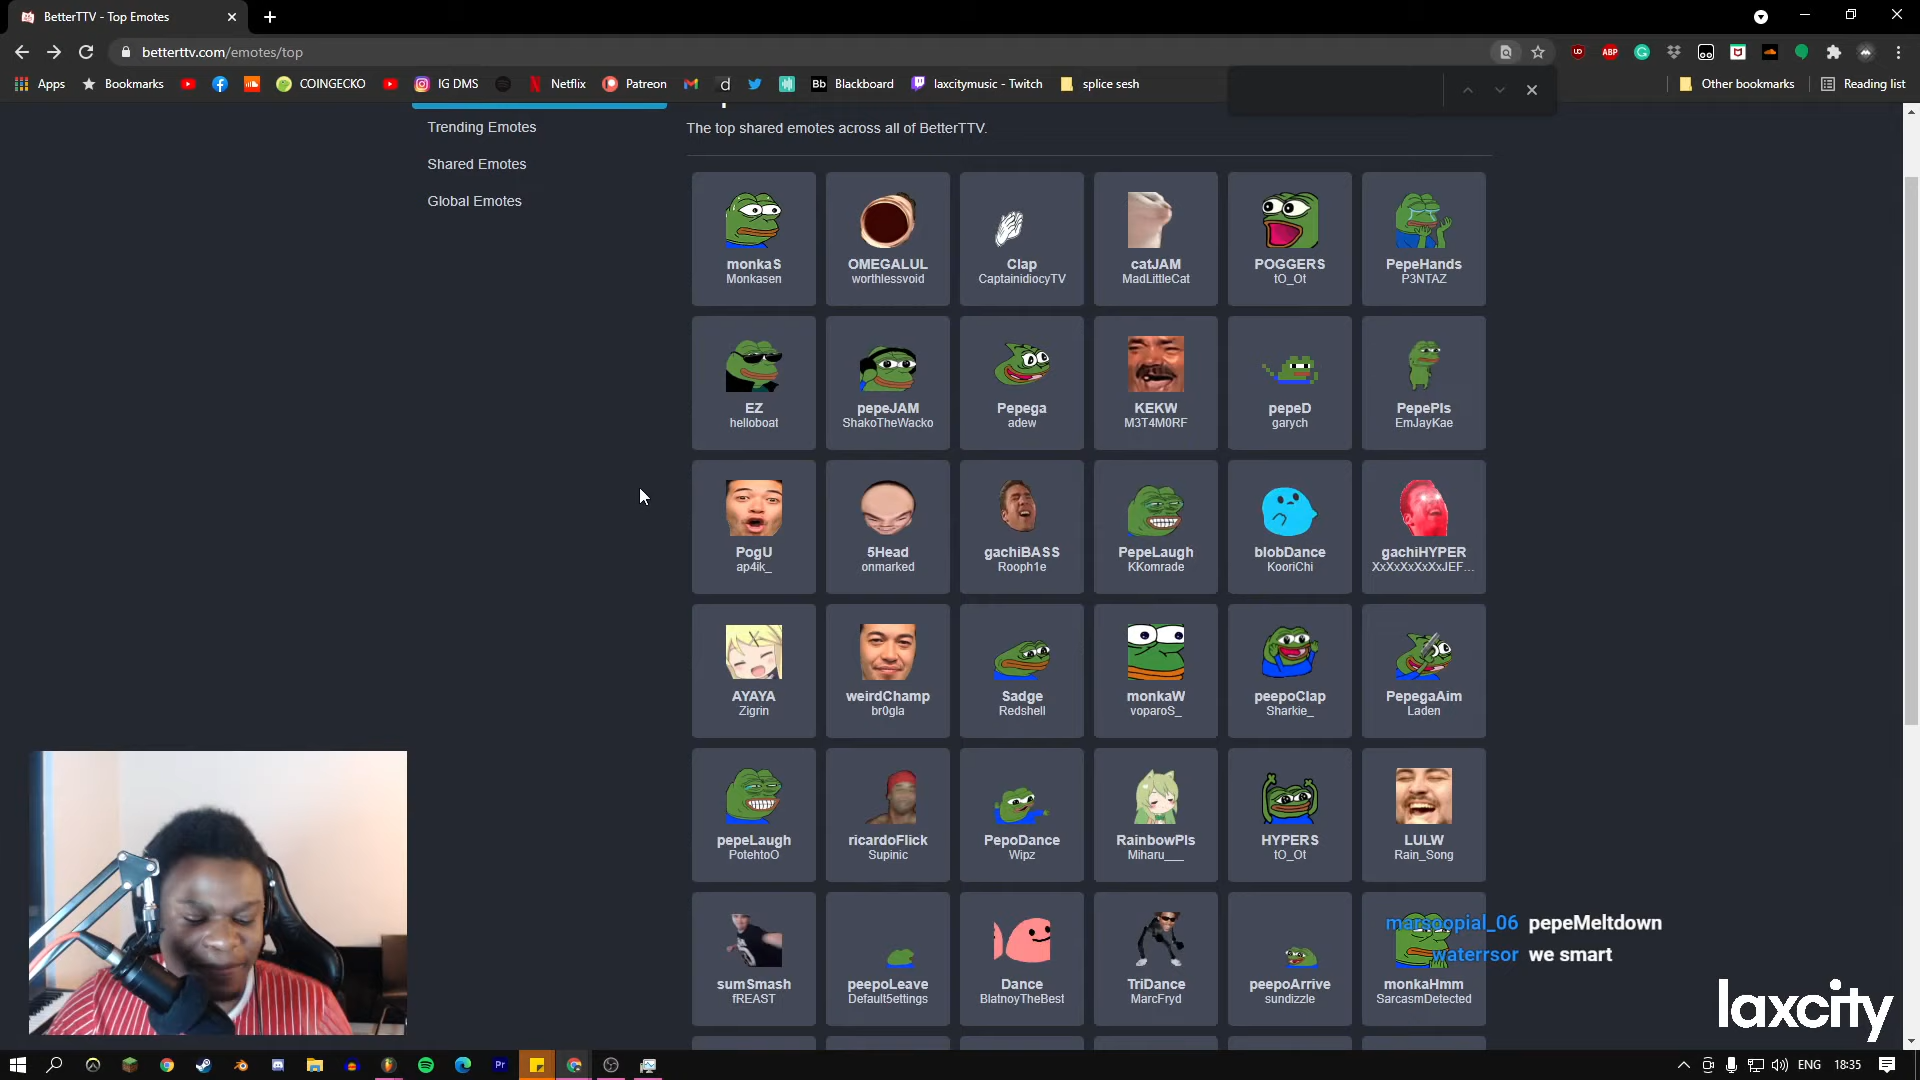 BetterTTV - Top Emotes
betterttv.com/emotes/top
Apps Bookmarks COINGECKO IG DMS Netflix Patreon Blackboard laxcitymusic - Twitch splice sesh Other bookmarks Reading list
Trending Emotes
Shared Emotes
Global Emotes
The top shared emotes across all of BetterTTV.
monkaS OMEGALUL Clap catJAM POGGERS PepeHands
Monkasen worthlessvoid CaptainidiocyTV MadLittleCat tO_Ot P3NTAZ
EZ pepeJAM Pepega KEKW pepeD PepePls
helloboat ShakoTheWacko adew M3T4M0RF garych EmJayKae
PogU 5Head gachiBASS PepeLaugh blobDance gachiHYPER
ap4ik_ onmarked Rooph1e KKomrade KooriChi XxXxXxXxXxJEF...
AYAYA weirdChamp Sadge monkaW peepoClap PepegaAim
Zigrin br0gla Redshell voparoS_ Sharkie_ Laden
pepeLaugh ricardoFlick PepoDance RainbowPls HYPERS LULW
PotehtoO Supinic Wipz Miharu___ tO_Ot Rain_Song
sumSmash peepoLeave Dance TriDance peepoArrive monkaHmm
fREAST Default5ettings BlatnoyTheBest MarcFryd sundizzle SarcasmDetected
marsoopial_06 pepeMeltdown
waterrsor we smart
laxcity
ENG 18:35